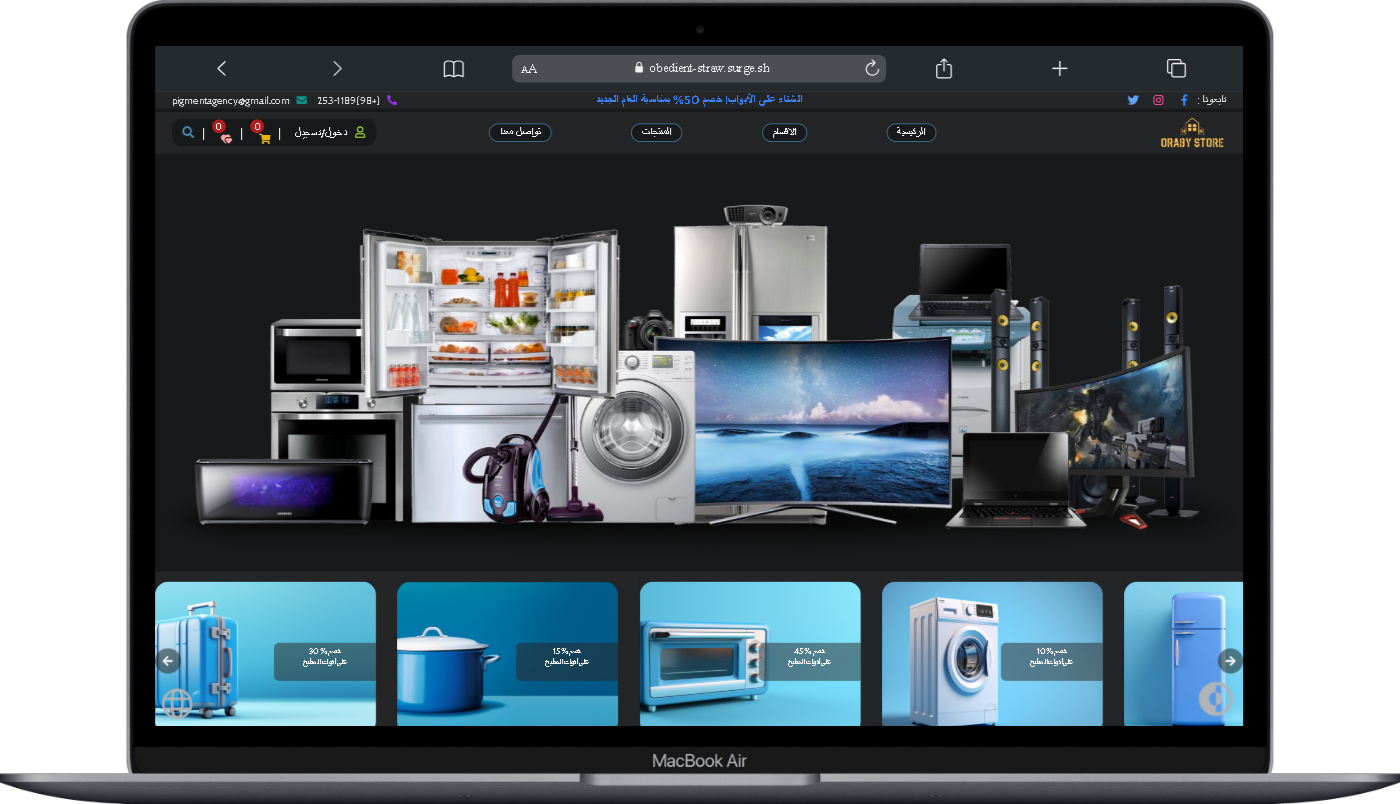 AA
obedient-straw.surge.sh
تابعونا :
الشتاء على الأبواب! خصم 50% بمناسبة العام الجديد
253-1189(98+)
pigmentagency@gmail.com
ORABY STORE
الرئيسية
الاقسام
المنتجات
تواصل معنا
دخول/تسجيل
|
0
|
0
|
خصم 30%
على أدوات المطبخ
خصم 15%
على أدوات المطبخ
خصم 45%
على أدوات المطبخ
خصم 10%
على أدوات المطبخ
MacBook Air